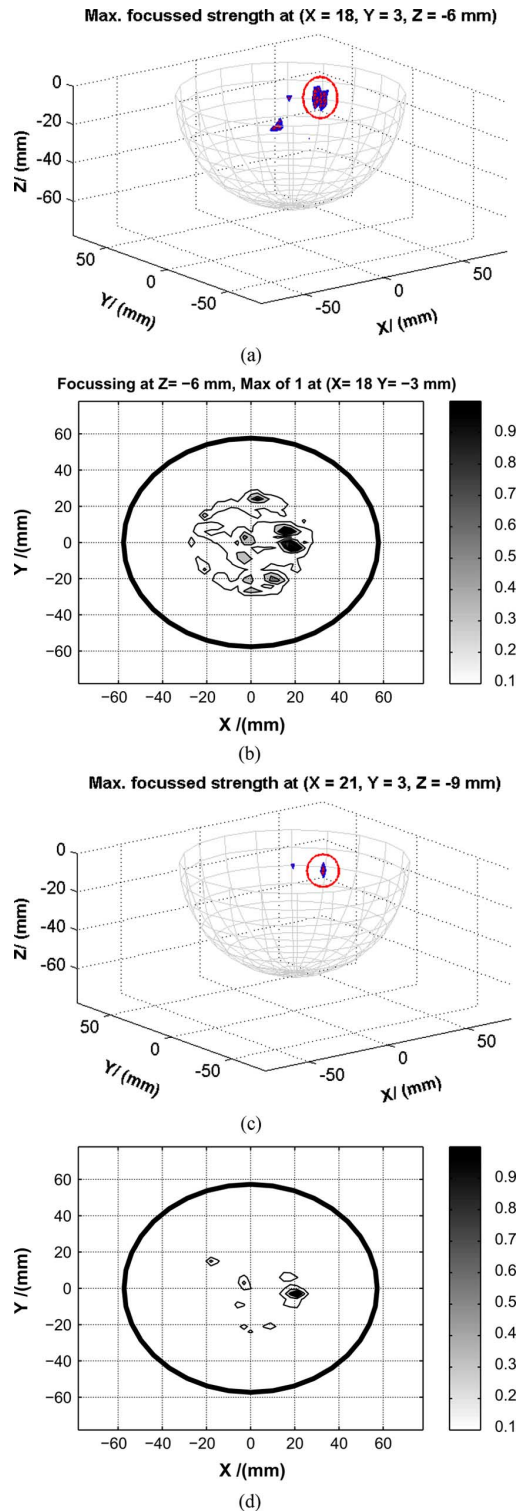 Max. focussed strength at (X = 18, Y = 3, Z = -6 mm)
0
-20
-40
-60
Z/ (mm)
50
0
-50
Y/ (mm)
-50
0
50
X/ (mm)
(a)
Focussing at Z= −6 mm, Max of 1 at (X= 18 Y= −3 mm)
60
40
20
0
−20
−40
−60
Y /(mm)
−60 −40 −20 0 20 40 60
X /(mm)
0.9
0.8
0.7
0.6
0.5
0.4
0.3
0.2
0.1
(b)
Max. focussed strength at (X = 21, Y = 3, Z = -9 mm)
0
-20
-40
-60
Z/ (mm)
50
0
-50
Y/ (mm)
-50
0
50
X/ (mm)
(c)
60
40
20
0
−20
−40
−60
Y /(mm)
−60 −40 −20 0 20 40 60
X /(mm)
0.9
0.8
0.7
0.6
0.5
0.4
0.3
0.2
0.1
(d)